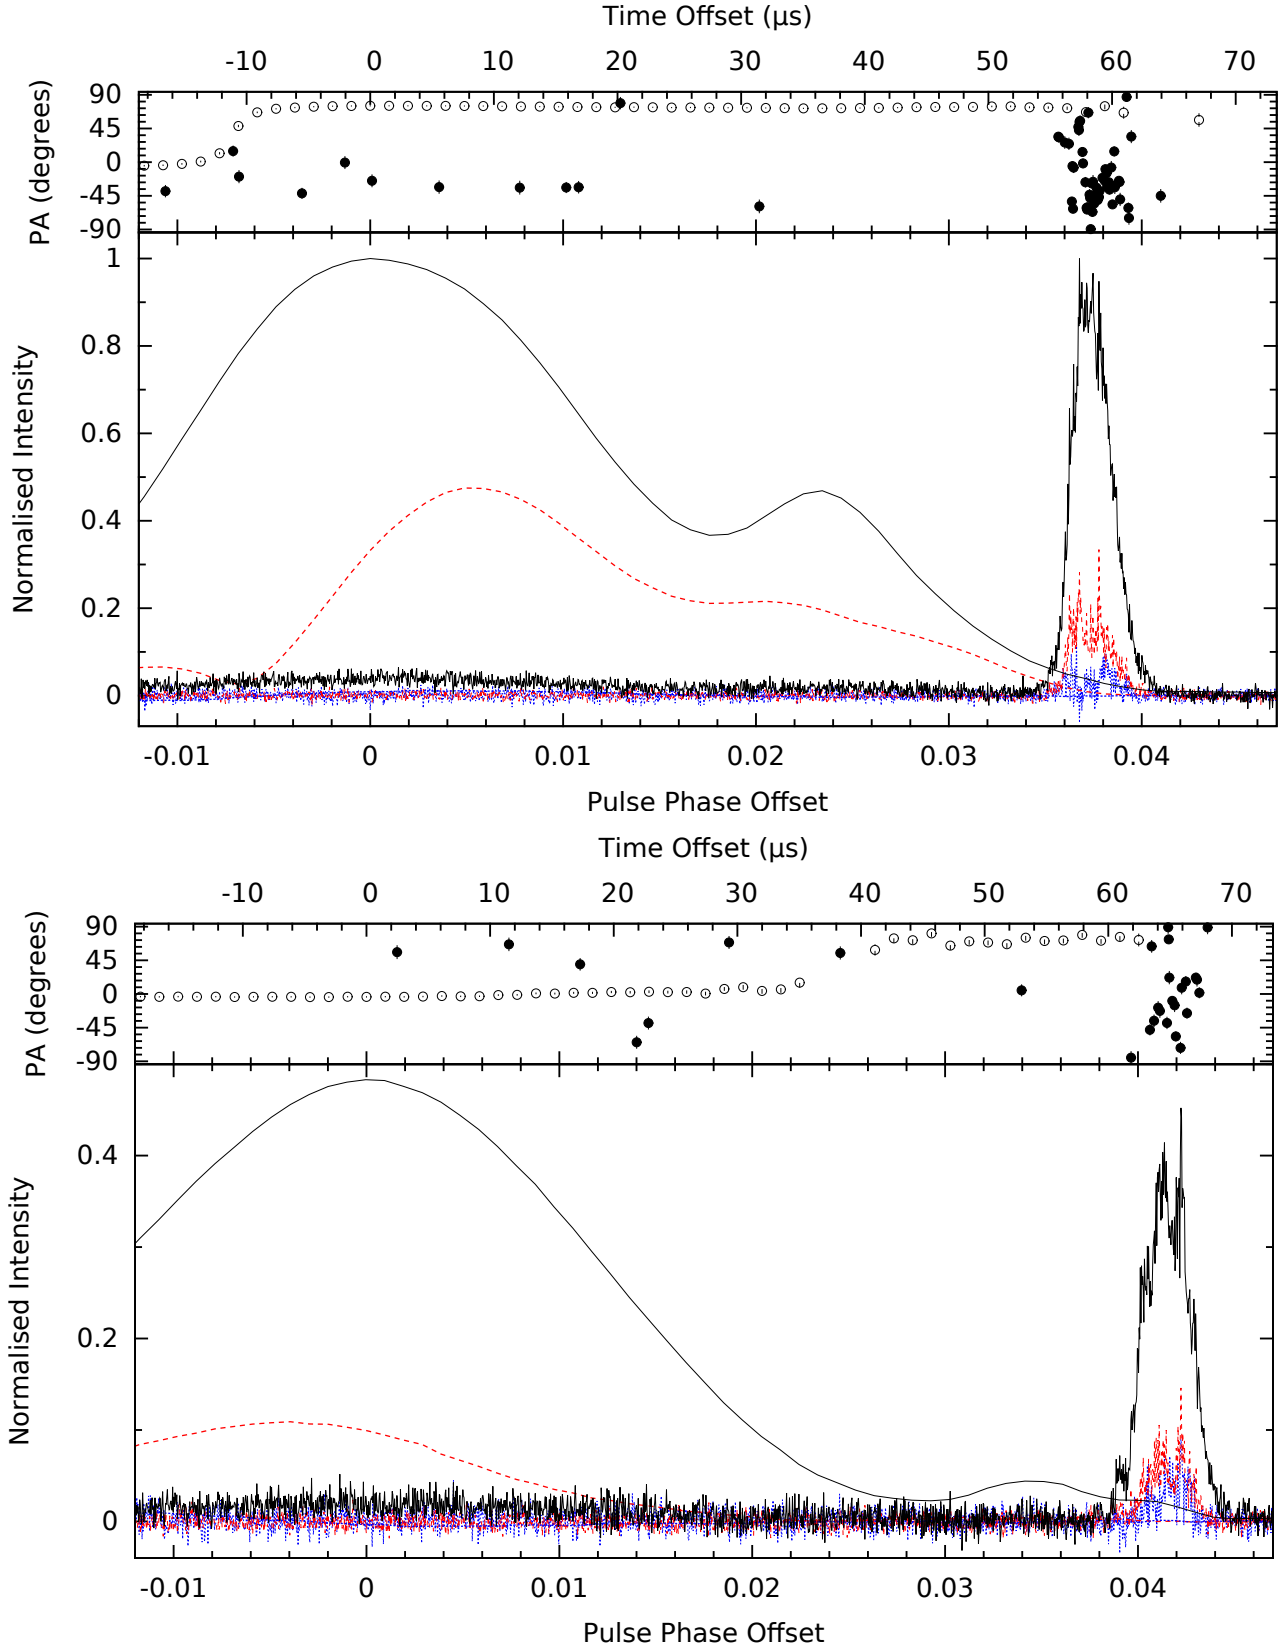 Time Offset (μs)
-10 0 10 20 30 40 50 60 70
PA (degrees)
90
45
0
-45
-90
Normalised Intensity
1
0.8
0.6
0.4
0.2
0
-0.01 0 0.01 0.02 0.03 0.04
Pulse Phase Offset
Time Offset (μs)
-10 0 10 20 30 40 50 60 70
PA (degrees)
90
45
0
-45
-90
Normalised Intensity
0.4
0.2
0
-0.01 0 0.01 0.02 0.03 0.04
Pulse Phase Offset